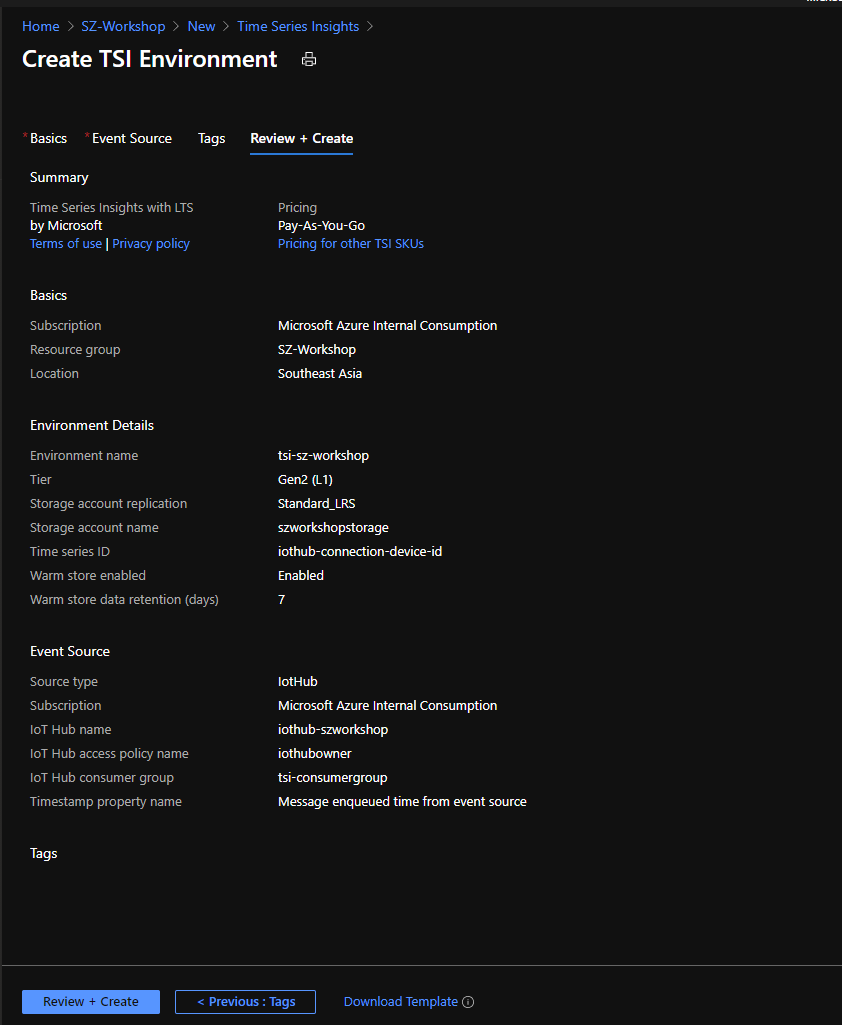 Home > SZ-Workshop > New > Time Series Insights >
Create TSI Environment
* Basics * Event Source Tags Review + Create
Summary
Time Series Insights with LTS Pricing
by Microsoft Pay-As-You-Go
Terms of use | Privacy policy Pricing for other TSI SKUs
Basics
Subscription Microsoft Azure Internal Consumption
Resource group SZ-Workshop
Location Southeast Asia
Environment Details
Environment name tsi-sz-workshop
Tier Gen2 (L1)
Storage account replication Standard_LRS
Storage account name szworkshopstorage
Time series ID iothub-connection-device-id
Warm store enabled Enabled
Warm store data retention (days) 7
Event Source
Source type IotHub
Subscription Microsoft Azure Internal Consumption
IoT Hub name iothub-szworkshop
IoT Hub access policy name iothubowner
IoT Hub consumer group tsi-consumergroup
Timestamp property name Message enqueued time from event source
Tags
Review + Create < Previous : Tags Download Template